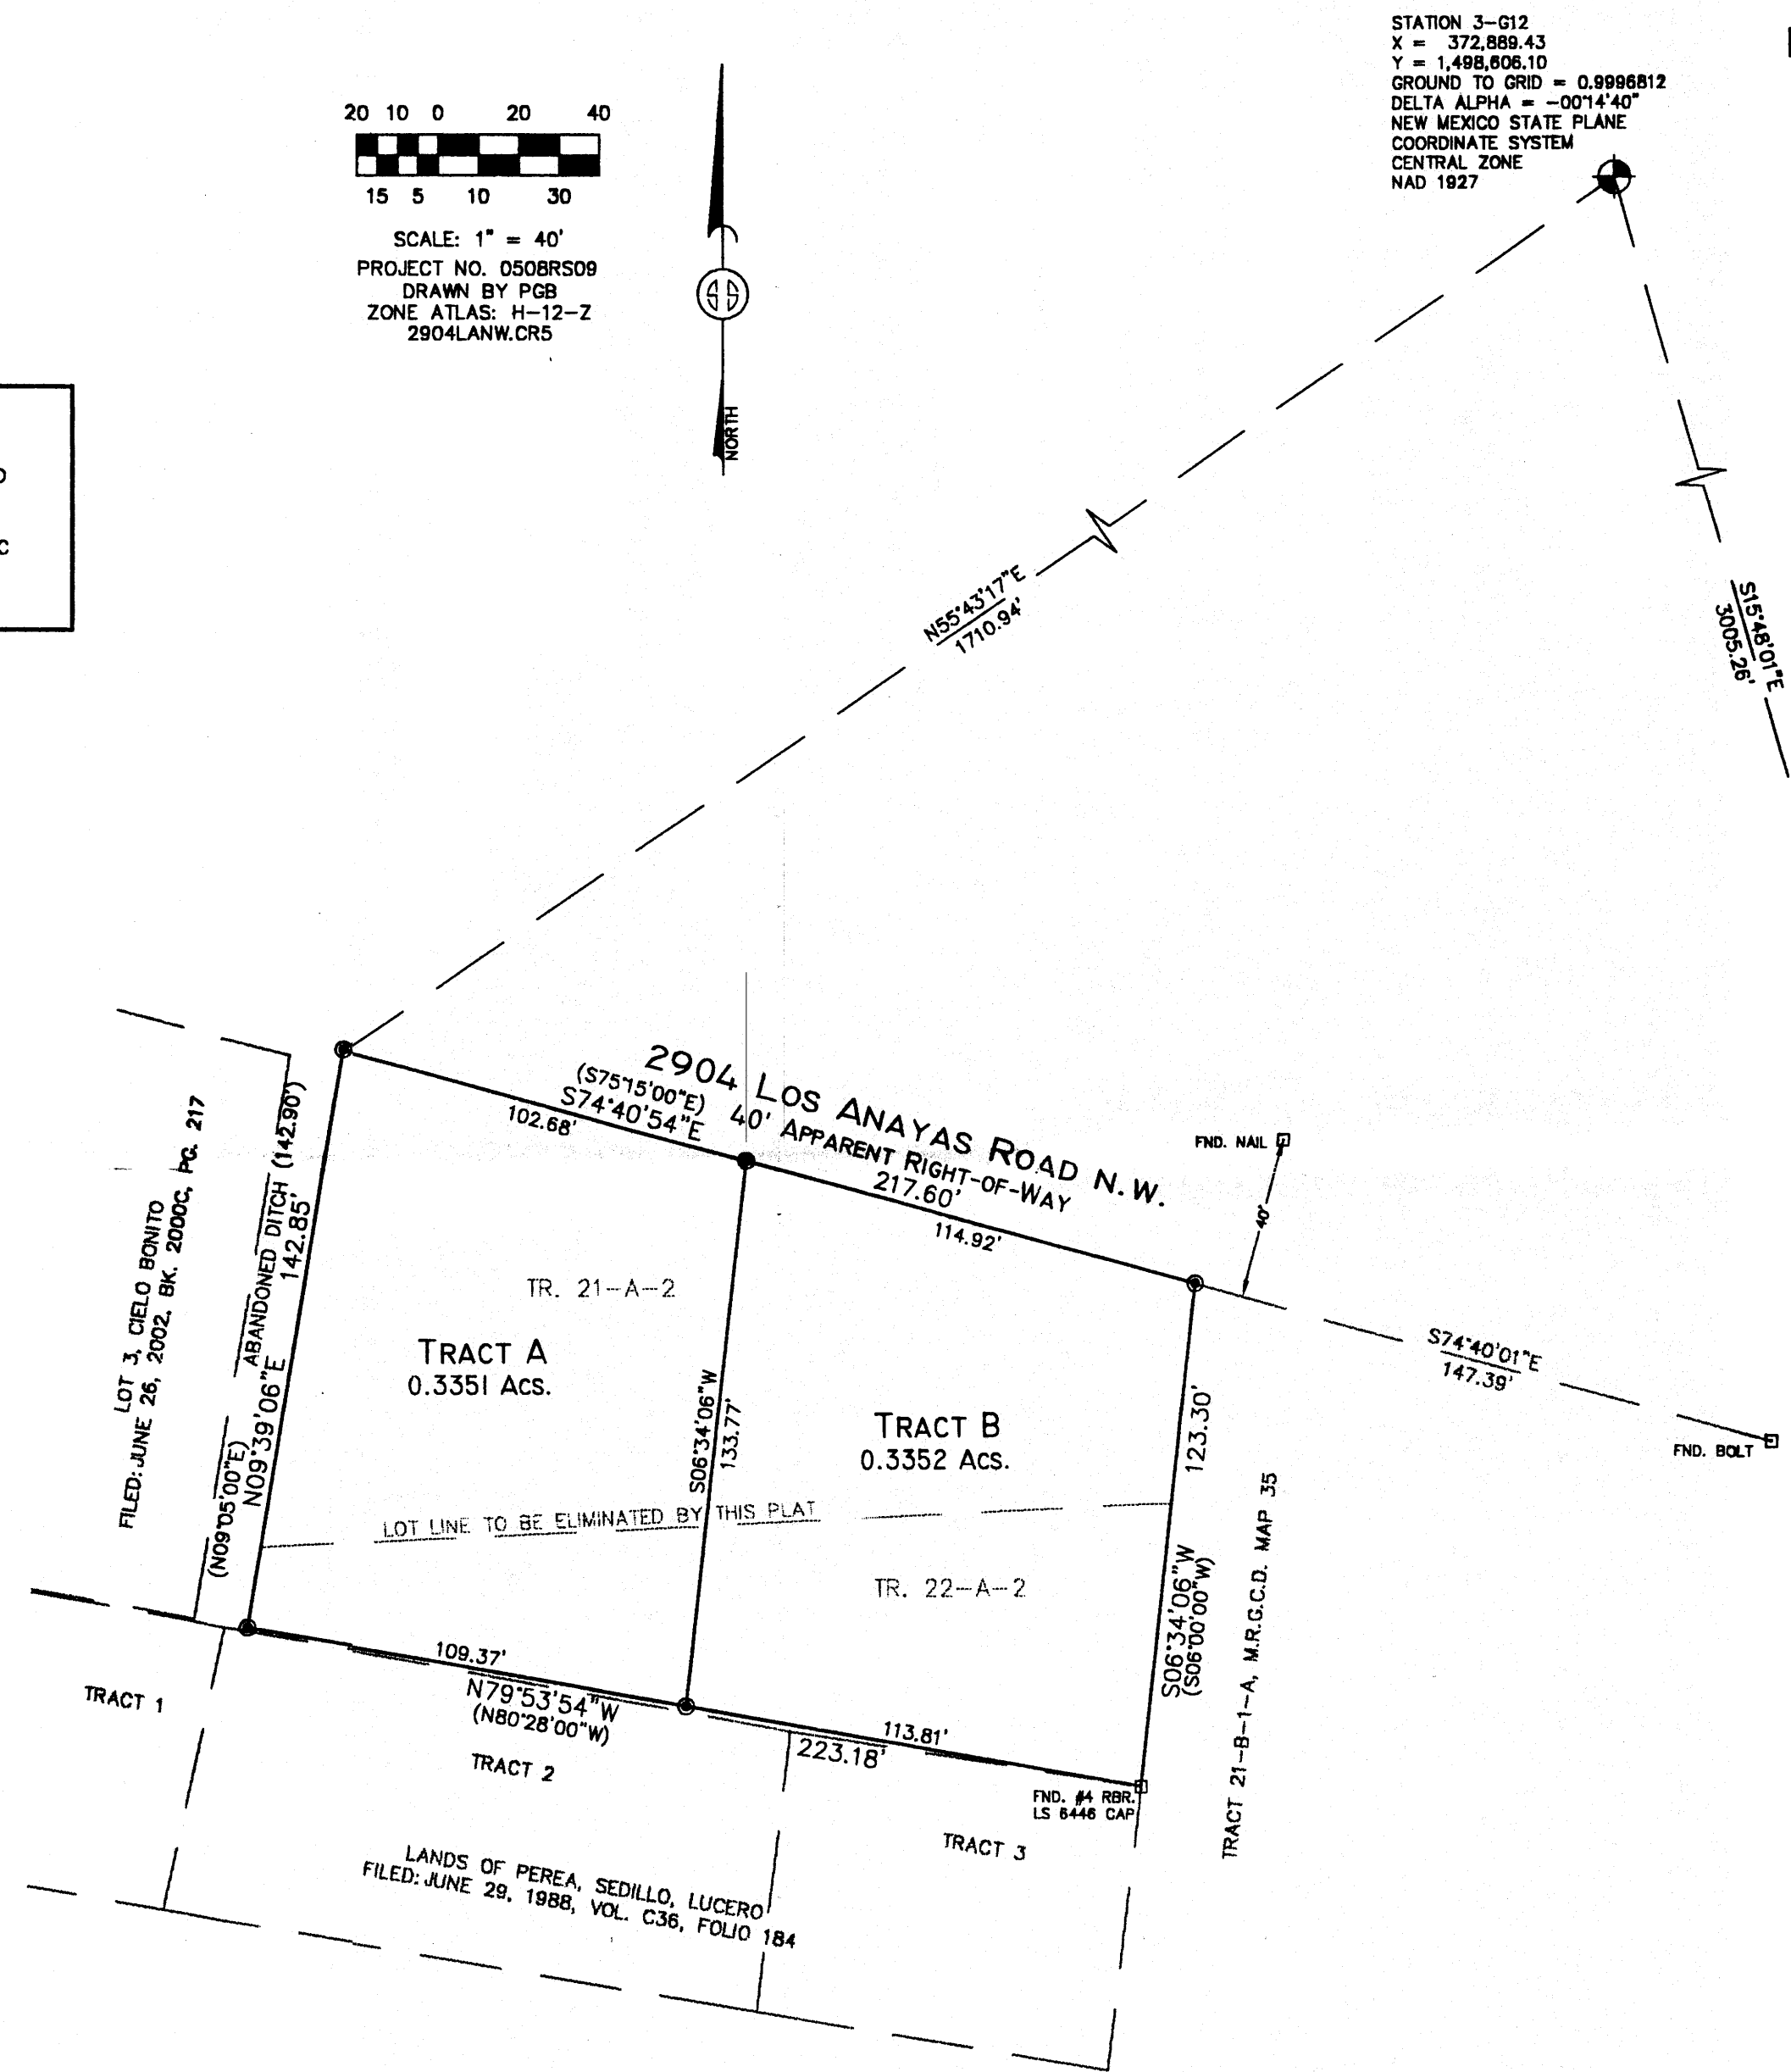 STATION 3-G12
X = 372,889.43
Y = 1,498,606.10
GROUND TO GRID = 0.9996812
DELTA ALPHA = -00°14'40"
NEW MEXICO STATE PLANE
COORDINATE SYSTEM
CENTRAL ZONE
NAD 1927
20 10 0 20 40
15 5 10 30
SCALE: 1" = 40'
PROJECT NO. 0508RS09
DRAWN BY PGB
ZONE ATLAS: H-12-Z
2904LANW.CR5
NORTH
N55°43'17"E
1710.94'
S15°48'01"E
3005.26'
2904 LOS ANAYAS ROAD N.W.
(S75°15'00"E)
S74°40'54"E
40' APPARENT RIGHT-OF-WAY
102.68'
217.60'
114.92'
FND. NAIL
40'
S74°40'01"E
147.39'
FND. BOLT
LOT 3, CIELO BONITO
FILED: JUNE 26, 2002, BK. 2000C, PG. 217
ABANDONED DITCH (142.90')
142.85'
N09°39'06"E
(N09°05'00"E)
TR. 21-A-2
TRACT A
0.3351 ACS.
S06°34'06"W
133.77'
TRACT B
0.3352 ACS.
123.30'
S06°34'06"W
(S06°00'00"W)
TRACT 21-B-1-A, M.R.G.C.D. MAP 35
LOT LINE TO BE ELIMINATED BY THIS PLAT
TR. 22-A-2
109.37'
N79°53'54"W
(N80°28'00"W)
113.81'
223.18'
TRACT 1
TRACT 2
TRACT 3
FND. #4 RBR.
LS 6446 CAP
LANDS OF PEREA, SEDILLO, LUCERO
FILED: JUNE 29, 1988, VOL. C36, FOLIO 184